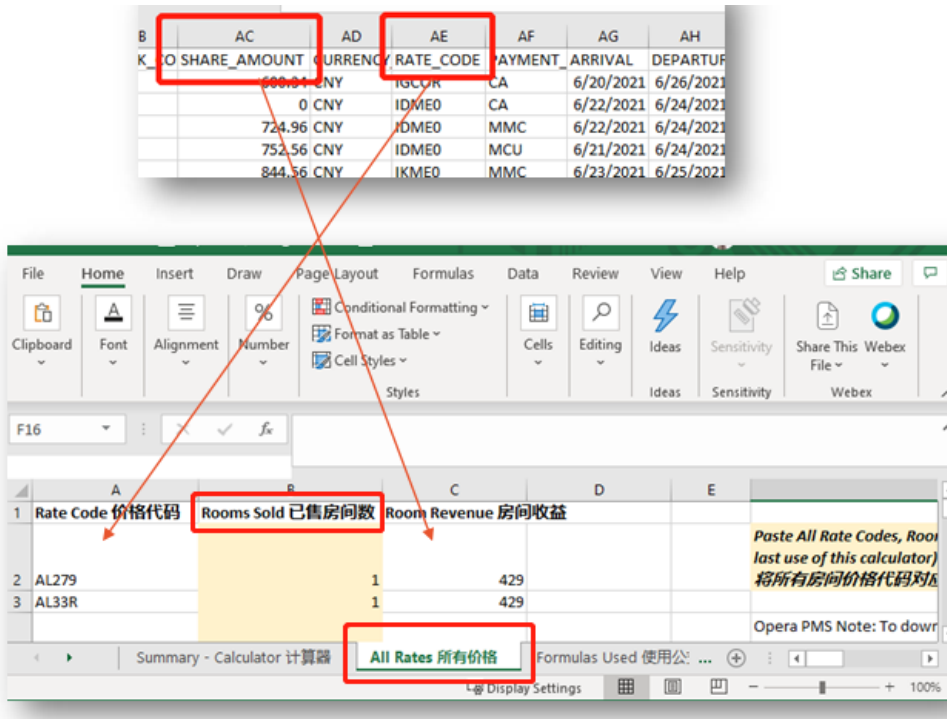 B AC AD AE AF AG AH
K_CO SHARE_AMOUNT CURRENCY RATE_CODE PAYMENT_ ARRIVAL DEPARTUR
CNY IGCOR CA 6/20/2021 6/26/2021
0 CNY IDME0 CA 6/22/2021 6/24/2021
724.96 CNY IDME0 MMC 6/22/2021 6/24/2021
752.56 CNY IDME0 MCU 6/21/2021 6/24/2021
844.56 CNY IKME0 MMC 6/23/2021 6/25/2021
File Home Insert Draw Page Layout Formulas Data Review View Help Share
Clipboard Font Alignment Number Conditional Formatting Cells Editing Ideas Sensitivity Share This Webex
Format as Table File
Cell Styles
Styles Ideas Sensitivity Webex
F16 fx
A B C D E
1 Rate Code 价格代码 Rooms Sold 已售房间数 Room Revenue 房间收益
Paste All Rate Codes, Roo
last use of this calculator)
将所有房间价格代码对应
2 AL279 1 429
3 AL33R 1 429
Opera PMS Note: To down
Summary - Calculator 计算器 All Rates 所有价格 Formulas Used 使用公 ...
Display Settings 100%